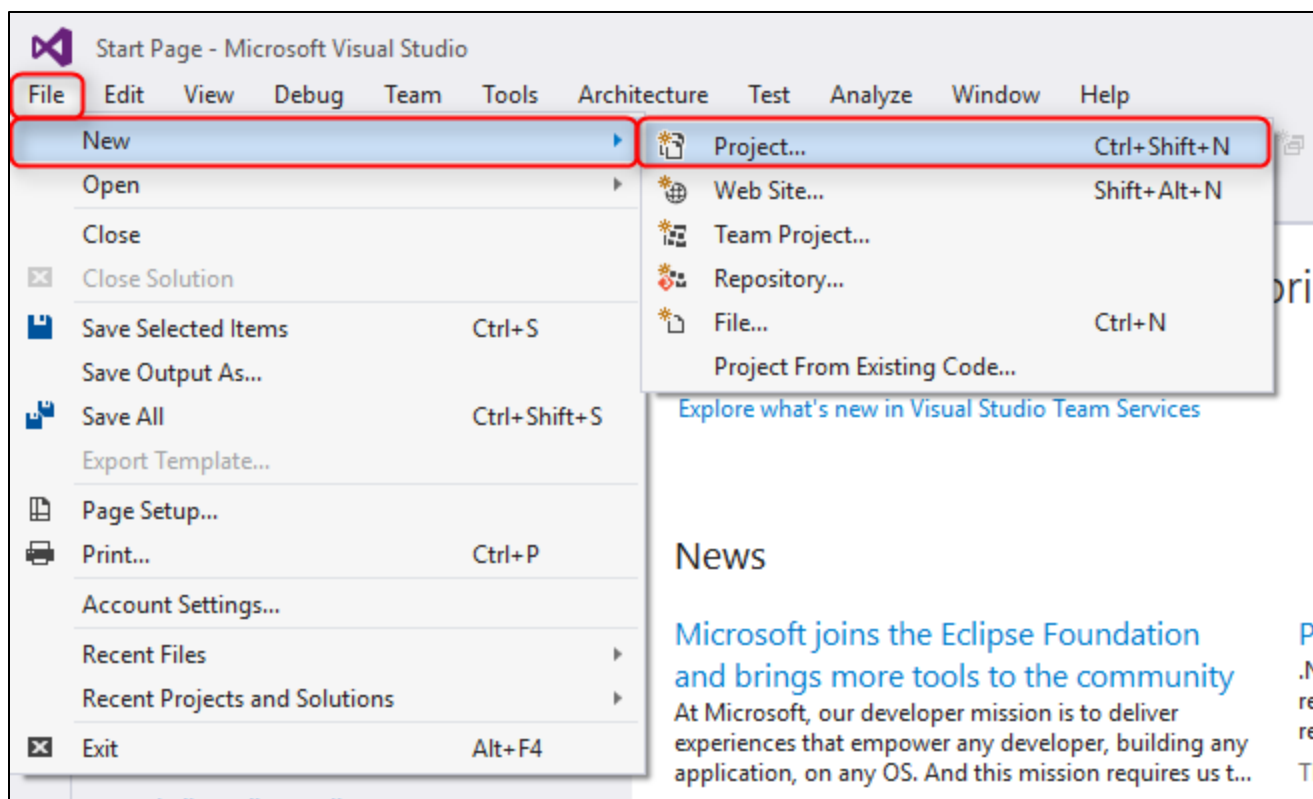 Start Page - Microsoft Visual Studio
File Edit View Debug Team Tools Architecture Test Analyze Window Help
New
Open
Close
Close Solution
Save Selected Items Ctrl+S
Save Output As...
Save All Ctrl+Shift+S
Export Template...
Page Setup...
Print... Ctrl+P
Account Settings...
Recent Files
Recent Projects and Solutions
Exit Alt+F4
Project... Ctrl+Shift+N
Web Site... Shift+Alt+N
Team Project...
Repository...
File... Ctrl+N
Project From Existing Code...
Explore what's new in Visual Studio Team Services
News
Microsoft joins the Eclipse Foundation
and brings more tools to the community
At Microsoft, our developer mission is to deliver
experiences that empower any developer, building any
application, on any OS. And this mission requires us t...